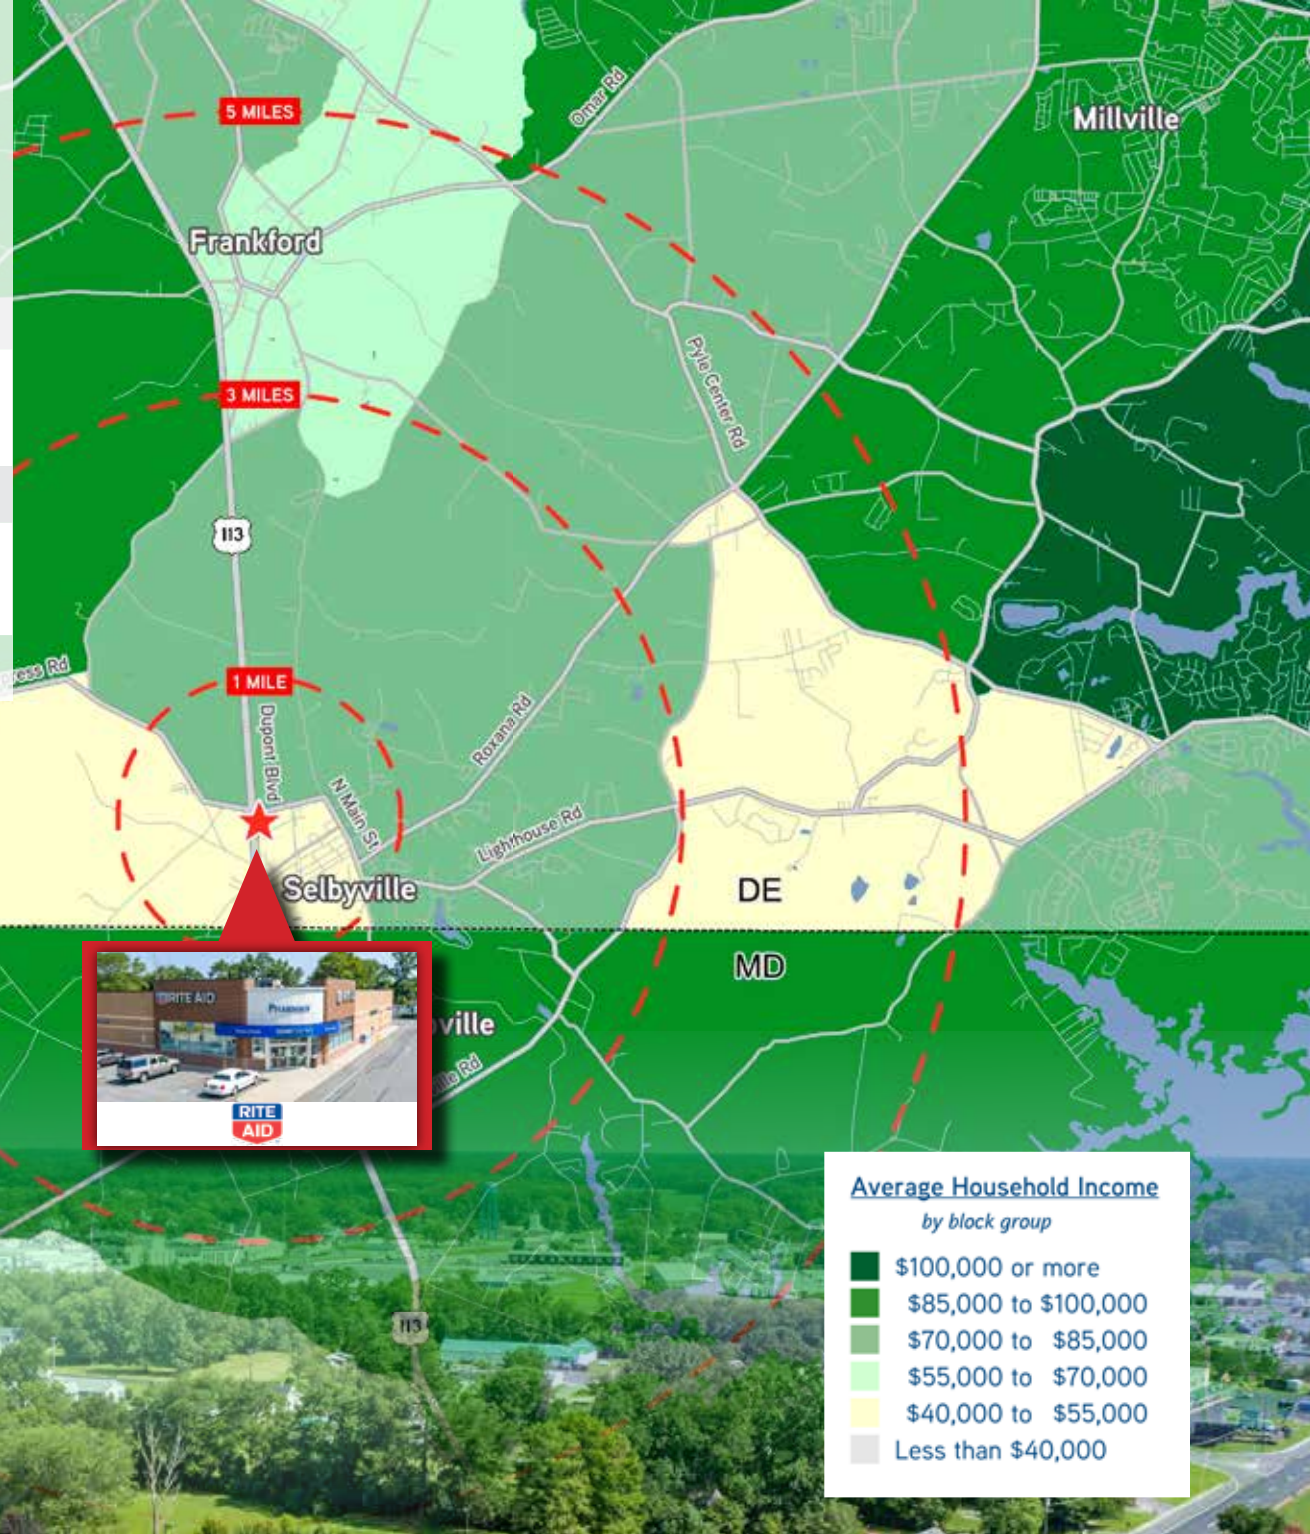 5 MILES
Omar Rd
Millville
Frankford
3 MILES
Pyle Center Rd
113
1 MILE
Dupont Blvd
Roxana Rd
N Main St
Lighthouse Rd
Selbyville
DE
MD
RITE AID
PHARMACY
RITE
AID
Rd
113
Average Household Income
by block group
$100,000 or more
$85,000 to $100,000
$70,000 to $85,000
$55,000 to $70,000
$40,000 to $55,000
Less than $40,000